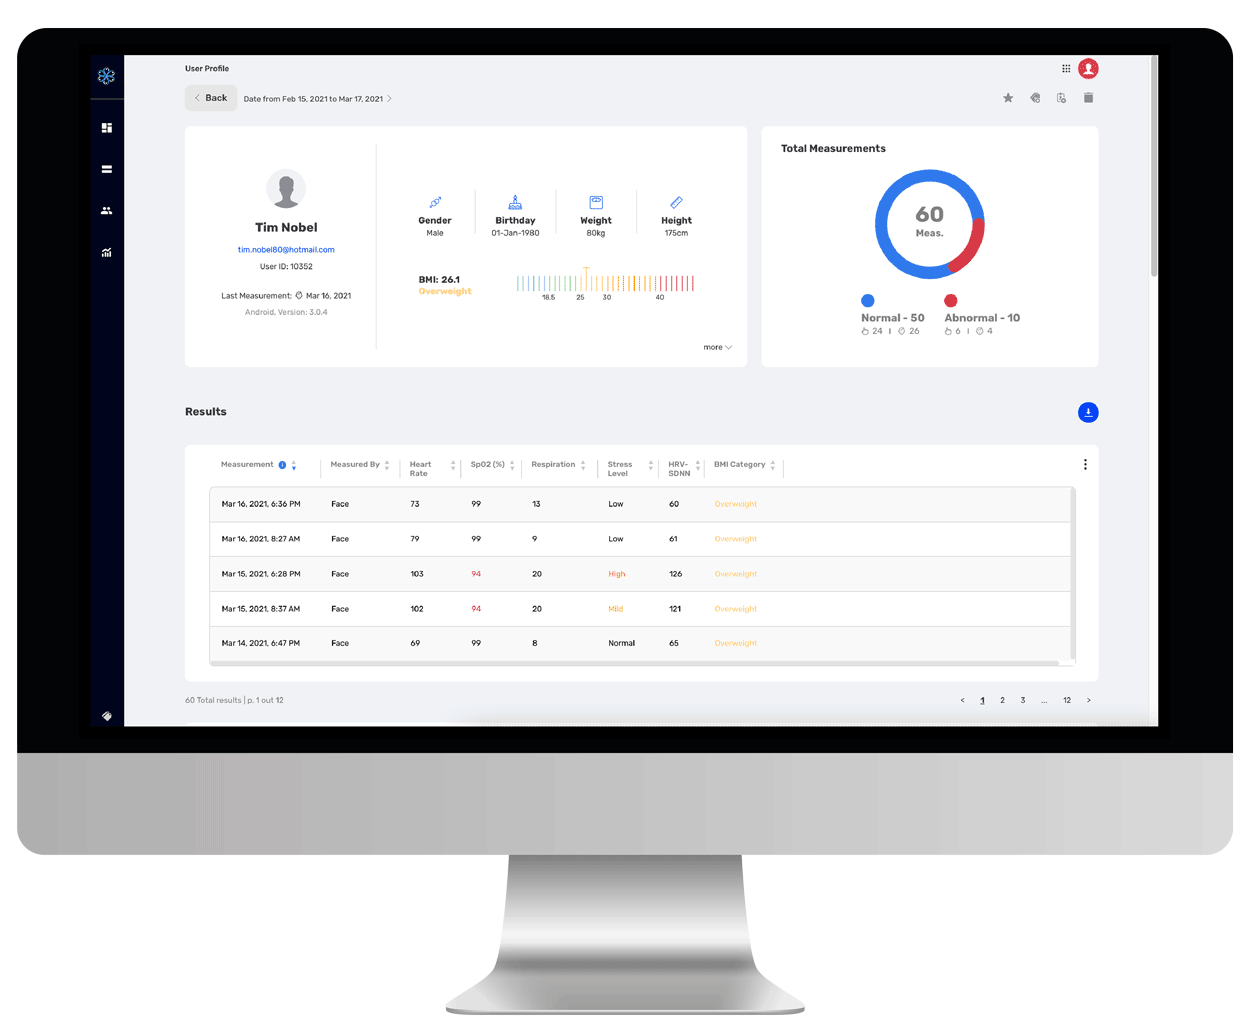 User Profile
Back
Date from Feb 15, 2021 to Mar 17, 2021
Tim Nobel
tim.nobel80@hotmail.com
User ID: 10352
Last Measurement: Mar 16, 2021
Android, Version: 3.0.4
Gender
Male
Birthday
01-Jan-1980
Weight
80kg
Height
175cm
BMI: 26.1
Overweight
18.5 25 30 40
more
Total Measurements
60
Meas.
Normal - 50
24 | 26
Abnormal - 10
6 | 4
Results
Measurement Measured By Heart Rate SpO2 (%) Respiration Stress Level HRV-SDNN BMI Category
Mar 16, 2021, 6:36 PM Face 73 99 13 Low 60 Overweight
Mar 16, 2021, 8:27 AM Face 79 99 9 Low 61 Overweight
Mar 15, 2021, 6:28 PM Face 103 94 20 High 126 Overweight
Mar 15, 2021, 8:37 AM Face 102 94 20 Mild 121 Overweight
Mar 14, 2021, 6:47 PM Face 69 99 8 Normal 65 Overweight
60 Total results | p. 1 out 12
< 1 2 3 ... 12 >